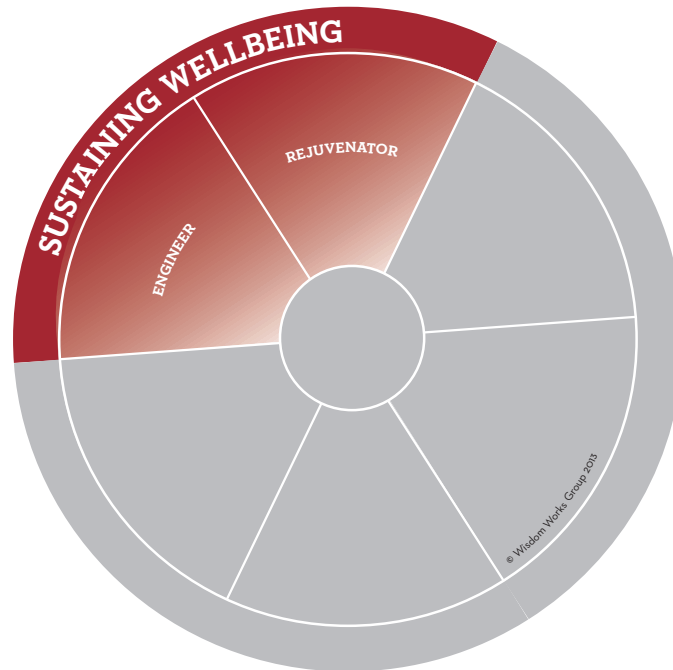 SUSTAINING WELLBEING
REJUVENATOR
ENGINEER
© Wisdom Works Group 2013